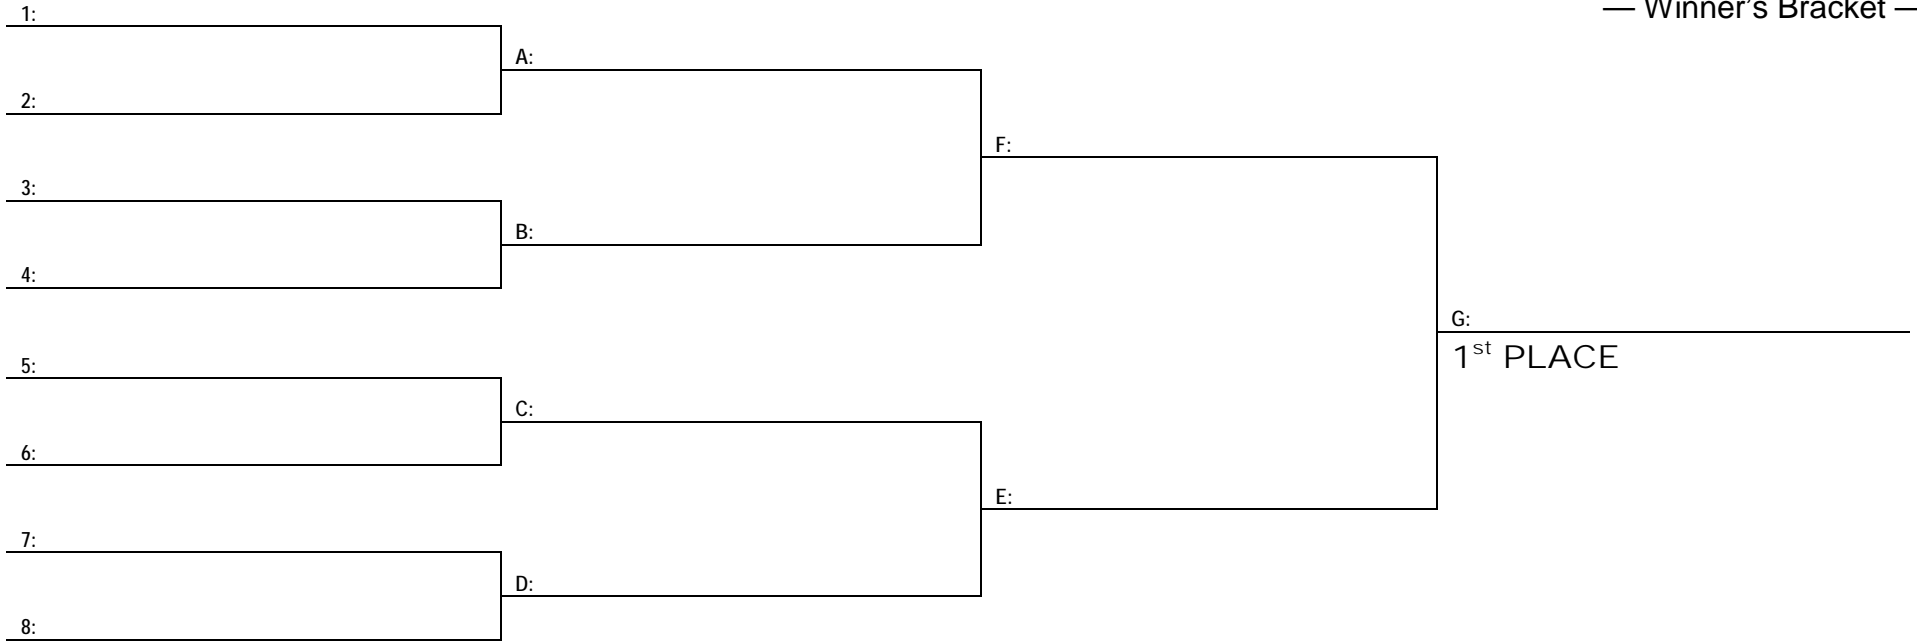 — Winner's Bracket —
1:
A:
2:
F:
3:
B:
4:
G:
1st PLACE
5:
C:
6:
E:
7:
D:
8: